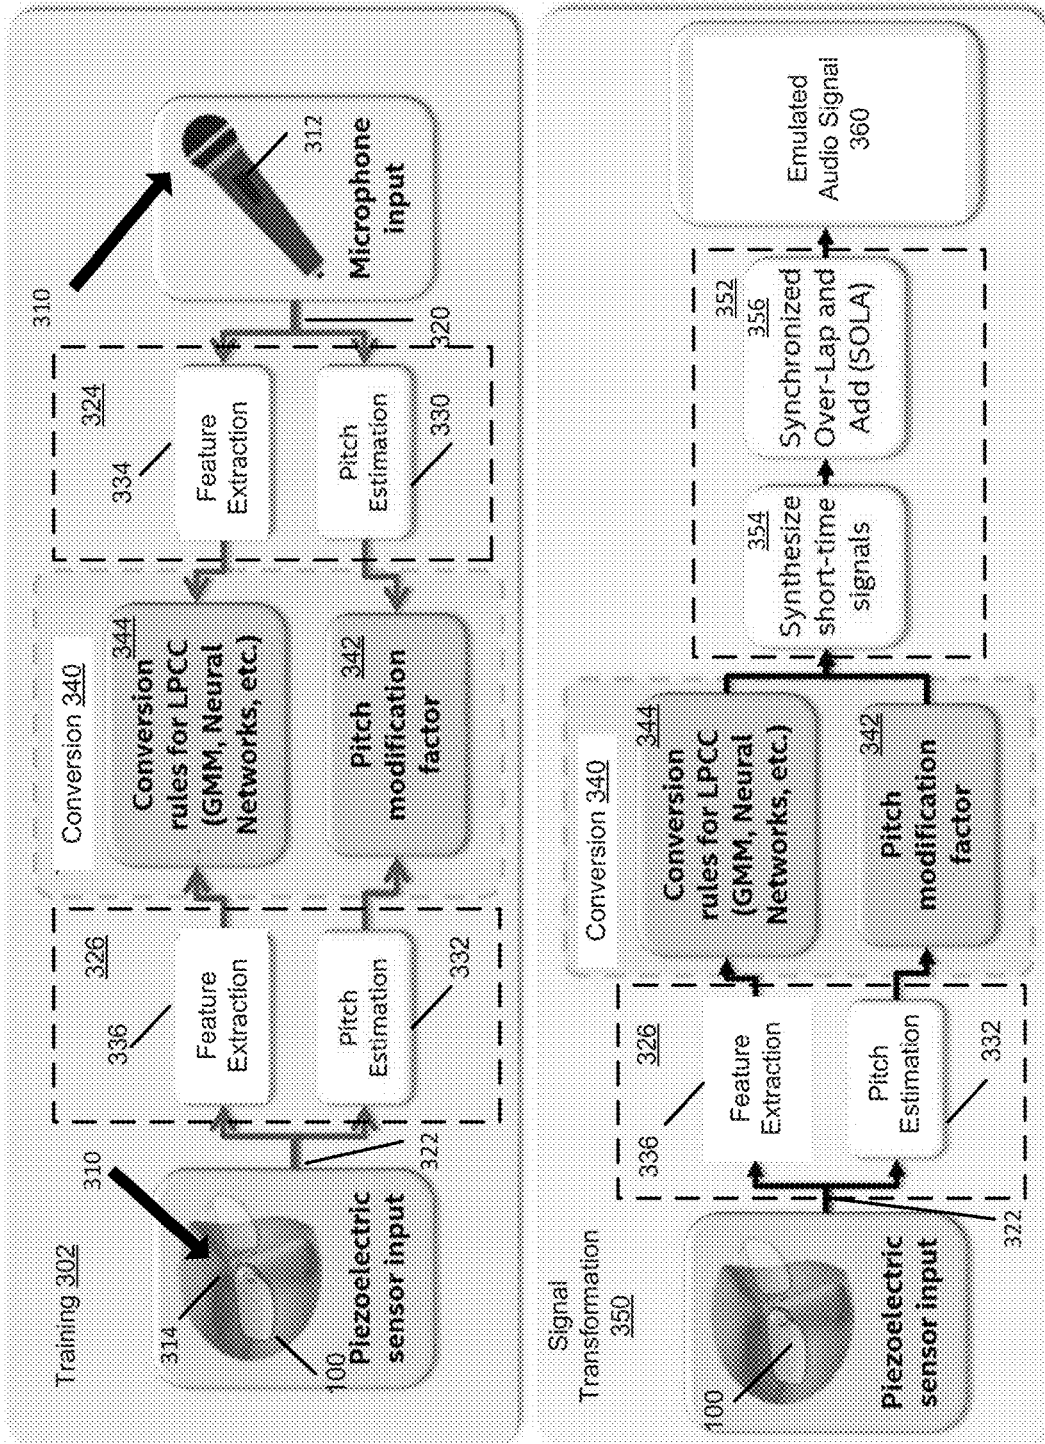 Training 302
310
314
100
Piezoelectric
sensor input
322
326
336
Feature
Extraction
Pitch
Estimation
332
Conversion 340
344
Conversion
rules for LPCC
(GMM, Neural
Networks, etc.)
342
Pitch
modification
factor
324
334
Feature
Extraction
Pitch
Estimation
330
320
310
312
Microphone
input
Signal
Transformation
350
100
Piezoelectric
sensor input
322
326
336
Feature
Extraction
Pitch
Estimation
332
Conversion 340
344
Conversion
rules for LPCC
(GMM, Neural
Networks, etc.)
342
Pitch
modification
factor
354
Synthesize
short-time
signals
352
356
Synchronized
Over-Lap and
Add (SOLA)
Emulated
Audio Signal
360